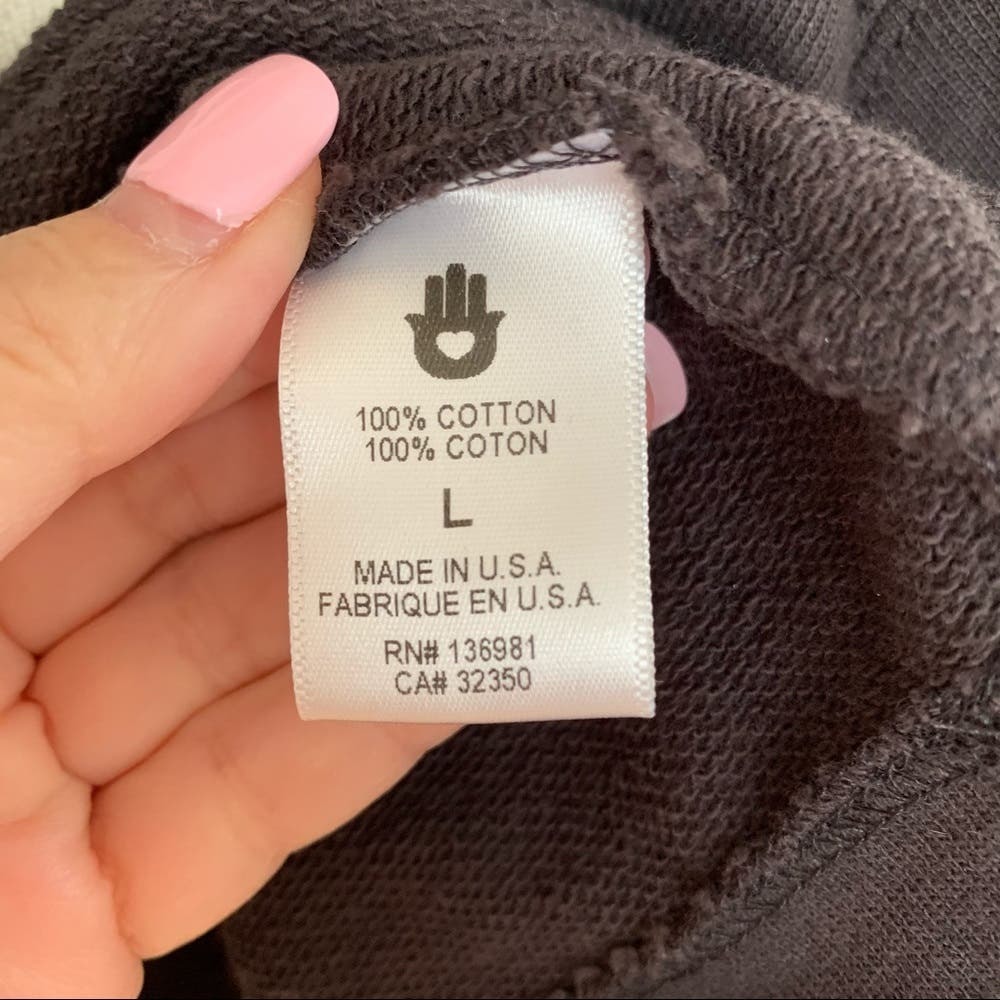 100% COTTON
100% COTON
L
MADE IN U.S.A.
FABRIQUE EN U.S.A.
RN# 136981
CA# 32350